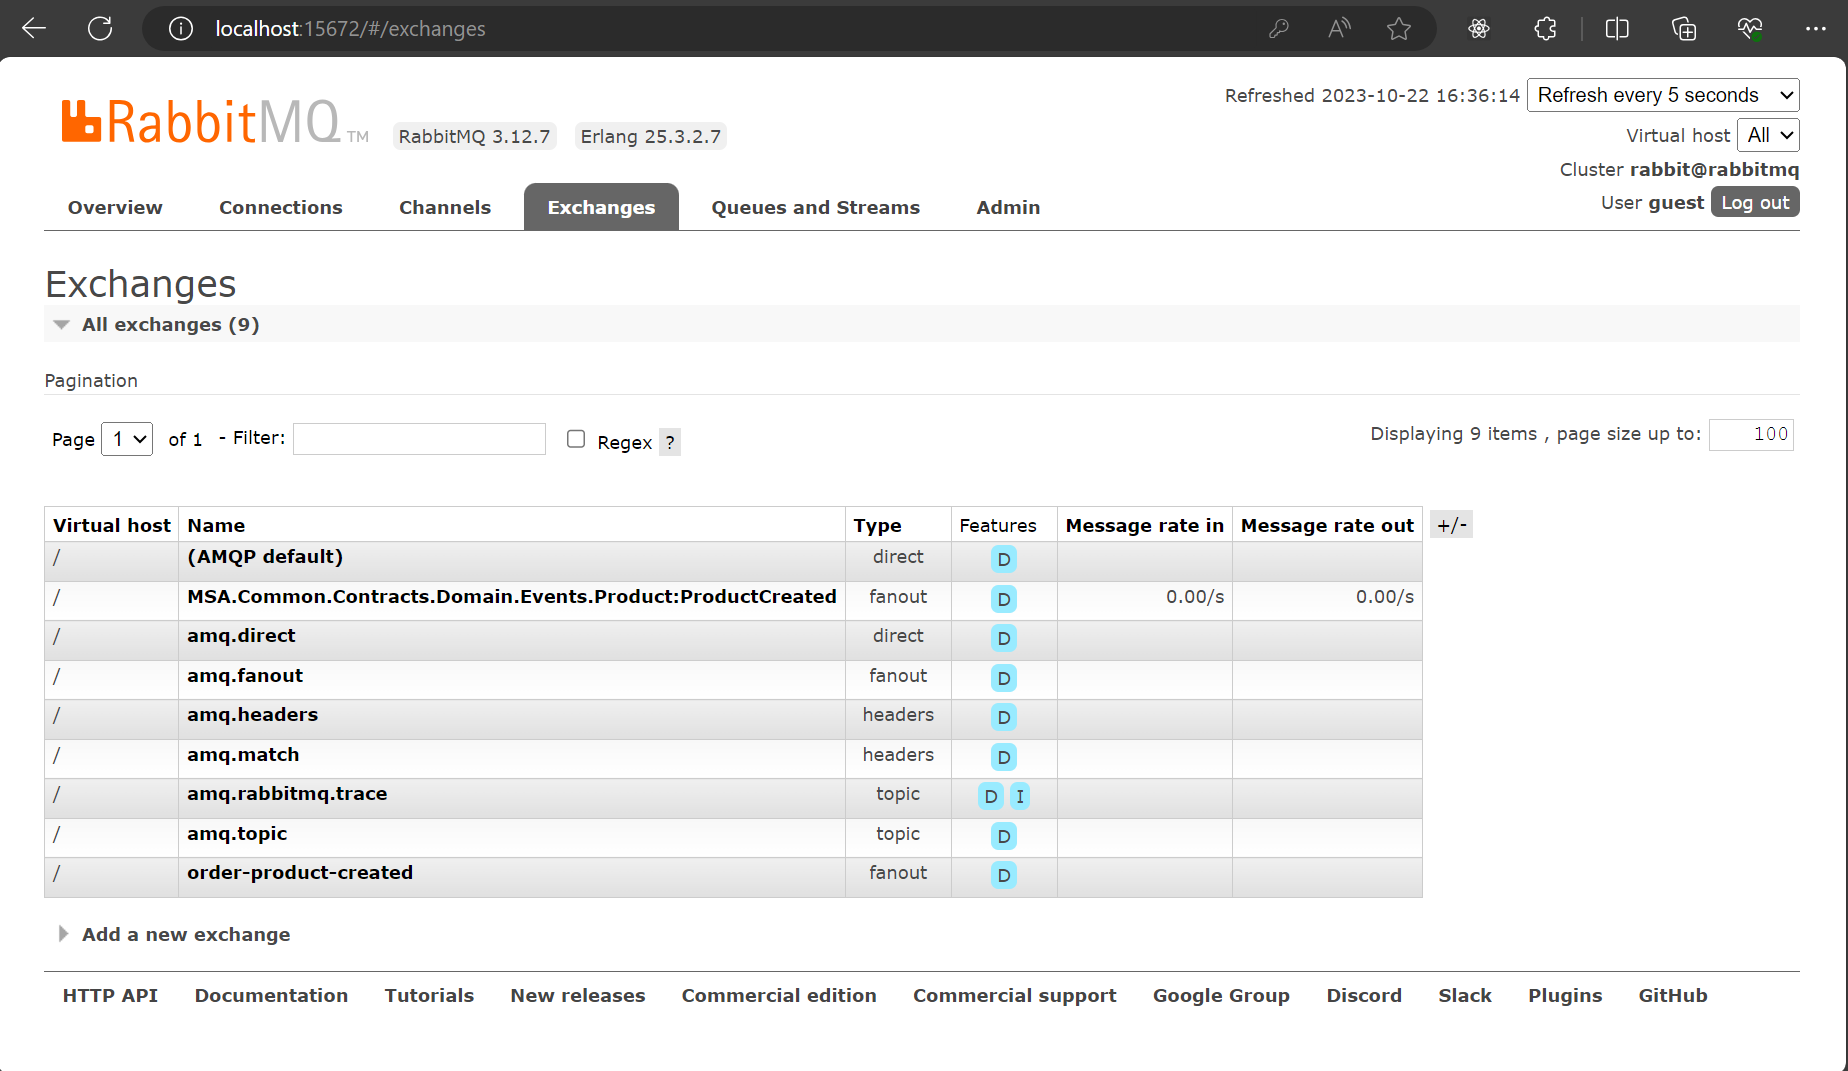 localhost:15672/#/exchanges
Refreshed 2023-10-22 16:36:14 Refresh every 5 seconds
RabbitMQ TM RabbitMQ 3.12.7 Erlang 25.3.2.7
Virtual host All
Cluster rabbit@rabbitmq
User guest Log out
Overview Connections Channels Exchanges Queues and Streams Admin
Exchanges
All exchanges (9)
Pagination
Page 1 of 1 - Filter: Regex ? Displaying 9 items , page size up to: 100
Virtual host Name Type Features Message rate in Message rate out +/-
/ (AMQP default) direct D
/ MSA.Common.Contracts.Domain.Events.Product:ProductCreated fanout D 0.00/s 0.00/s
/ amq.direct direct D
/ amq.fanout fanout D
/ amq.headers headers D
/ amq.match headers D
/ amq.rabbitmq.trace topic D I
/ amq.topic topic D
/ order-product-created fanout D
Add a new exchange
HTTP API Documentation Tutorials New releases Commercial edition Commercial support Google Group Discord Slack Plugins GitHub